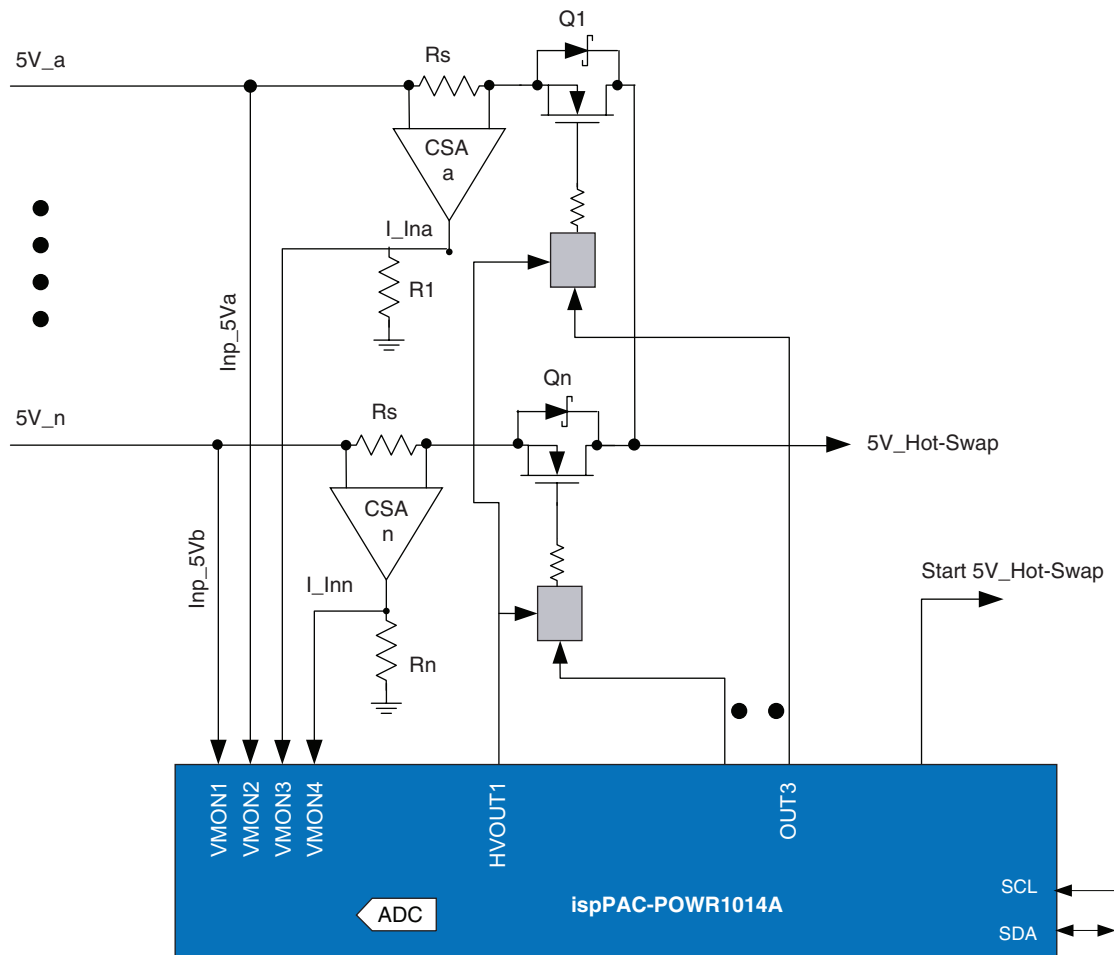 Q1
5V_a
Rs
CSA
a
I_Ina
R1
Inp_5Va
Qn
5V_n
Rs
5V_Hot-Swap
CSA
n
Inp_5Vb
I_Inn
Start 5V_Hot-Swap
Rn
VMON1
VMON2
VMON3
VMON4
HVOUT1
OUT3
SCL
ADC
ispPAC-POWR1014A
SDA